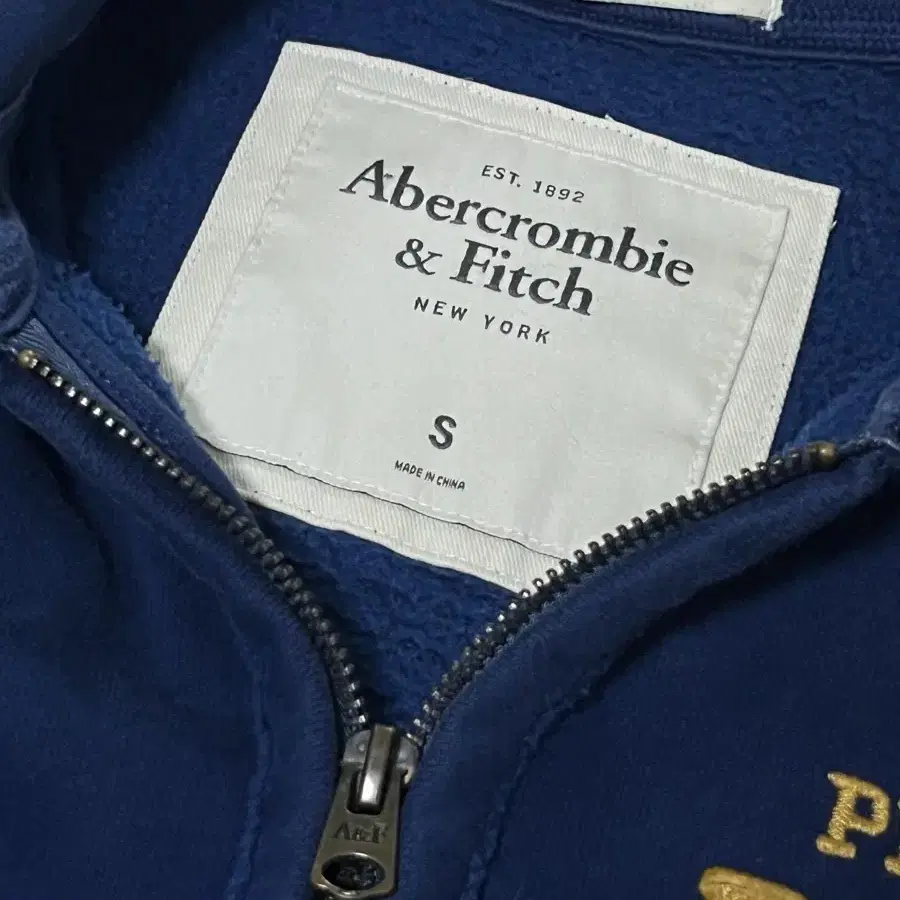 EST. 1892
Abercrombie
& Fitch
NEW YORK
S
MADE IN CHINA
A&F
P